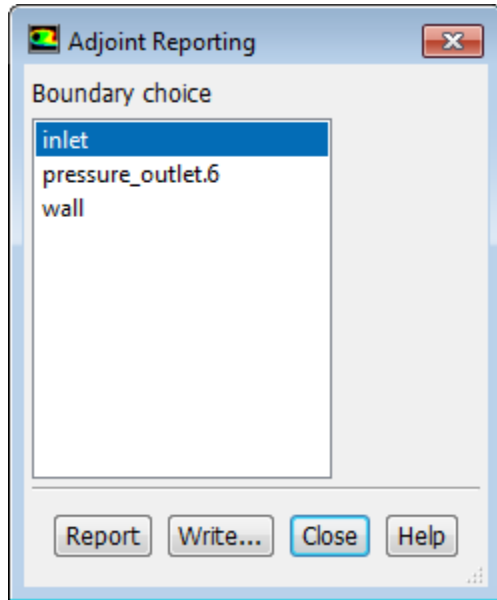 Adjoint Reporting
Boundary choice
inlet
pressure_outlet.6
wall
Report Write... Close Help